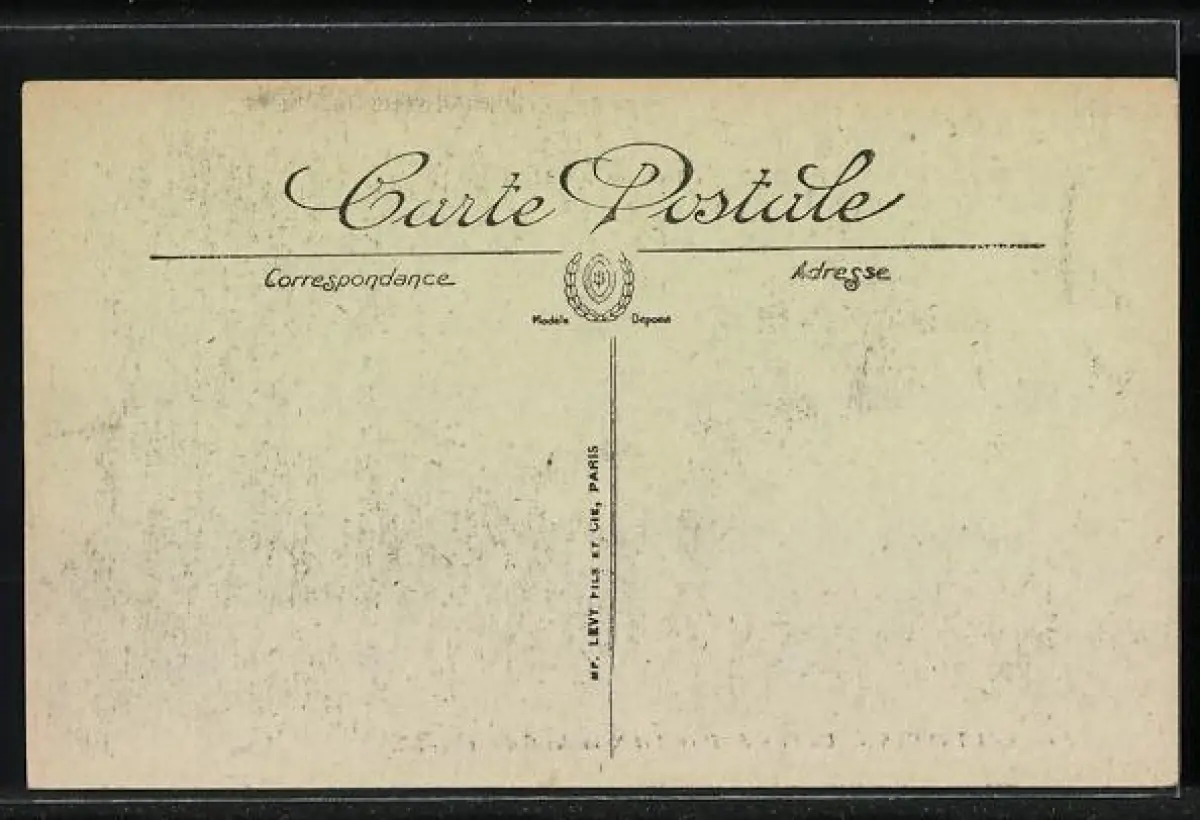 Carte Postale
Correspondance
Adresse
Modèle Déposé
LEVY FILS ET CIE, PARIS